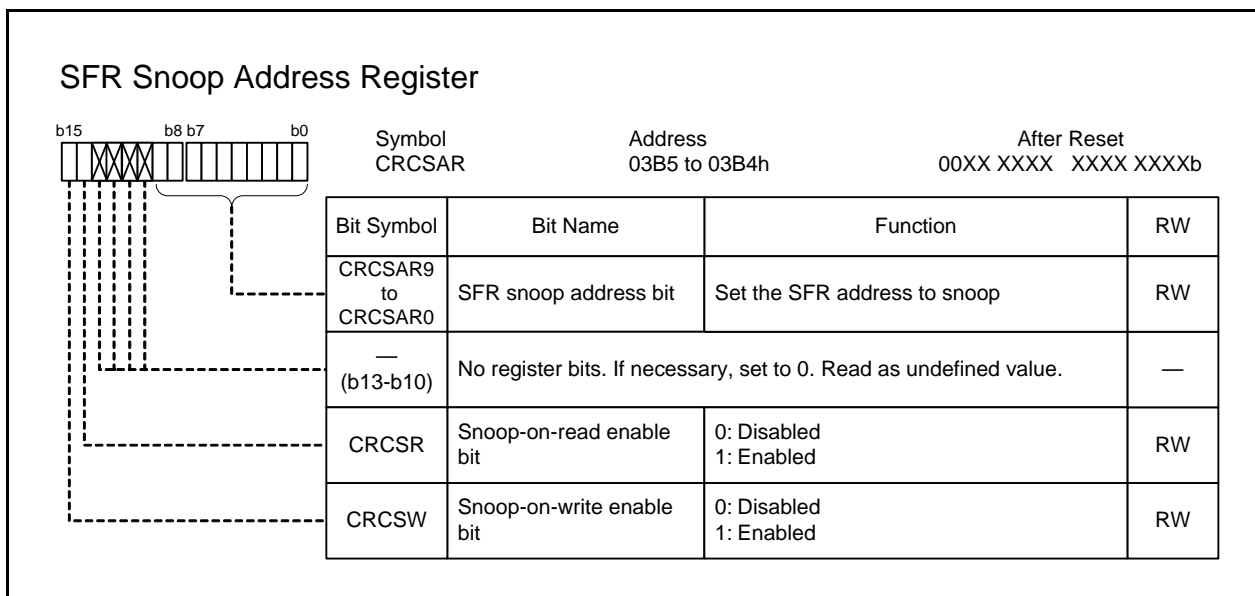 SFR Snoop Address Register
b15 b8 b7 b0
Symbol Address After Reset
CRCSAR 03B5 to 03B4h 00XX XXXX XXXX XXXXb
Bit Symbol Bit Name Function RW
CRCSAR9
to
CRCSAR0
SFR snoop address bit Set the SFR address to snoop RW
—
(b13-b10)
No register bits. If necessary, set to 0. Read as undefined value. —
CRCSR
Snoop-on-read enable
bit
0: Disabled
1: Enabled
RW
CRCSW
Snoop-on-write enable
bit
0: Disabled
1: Enabled
RW